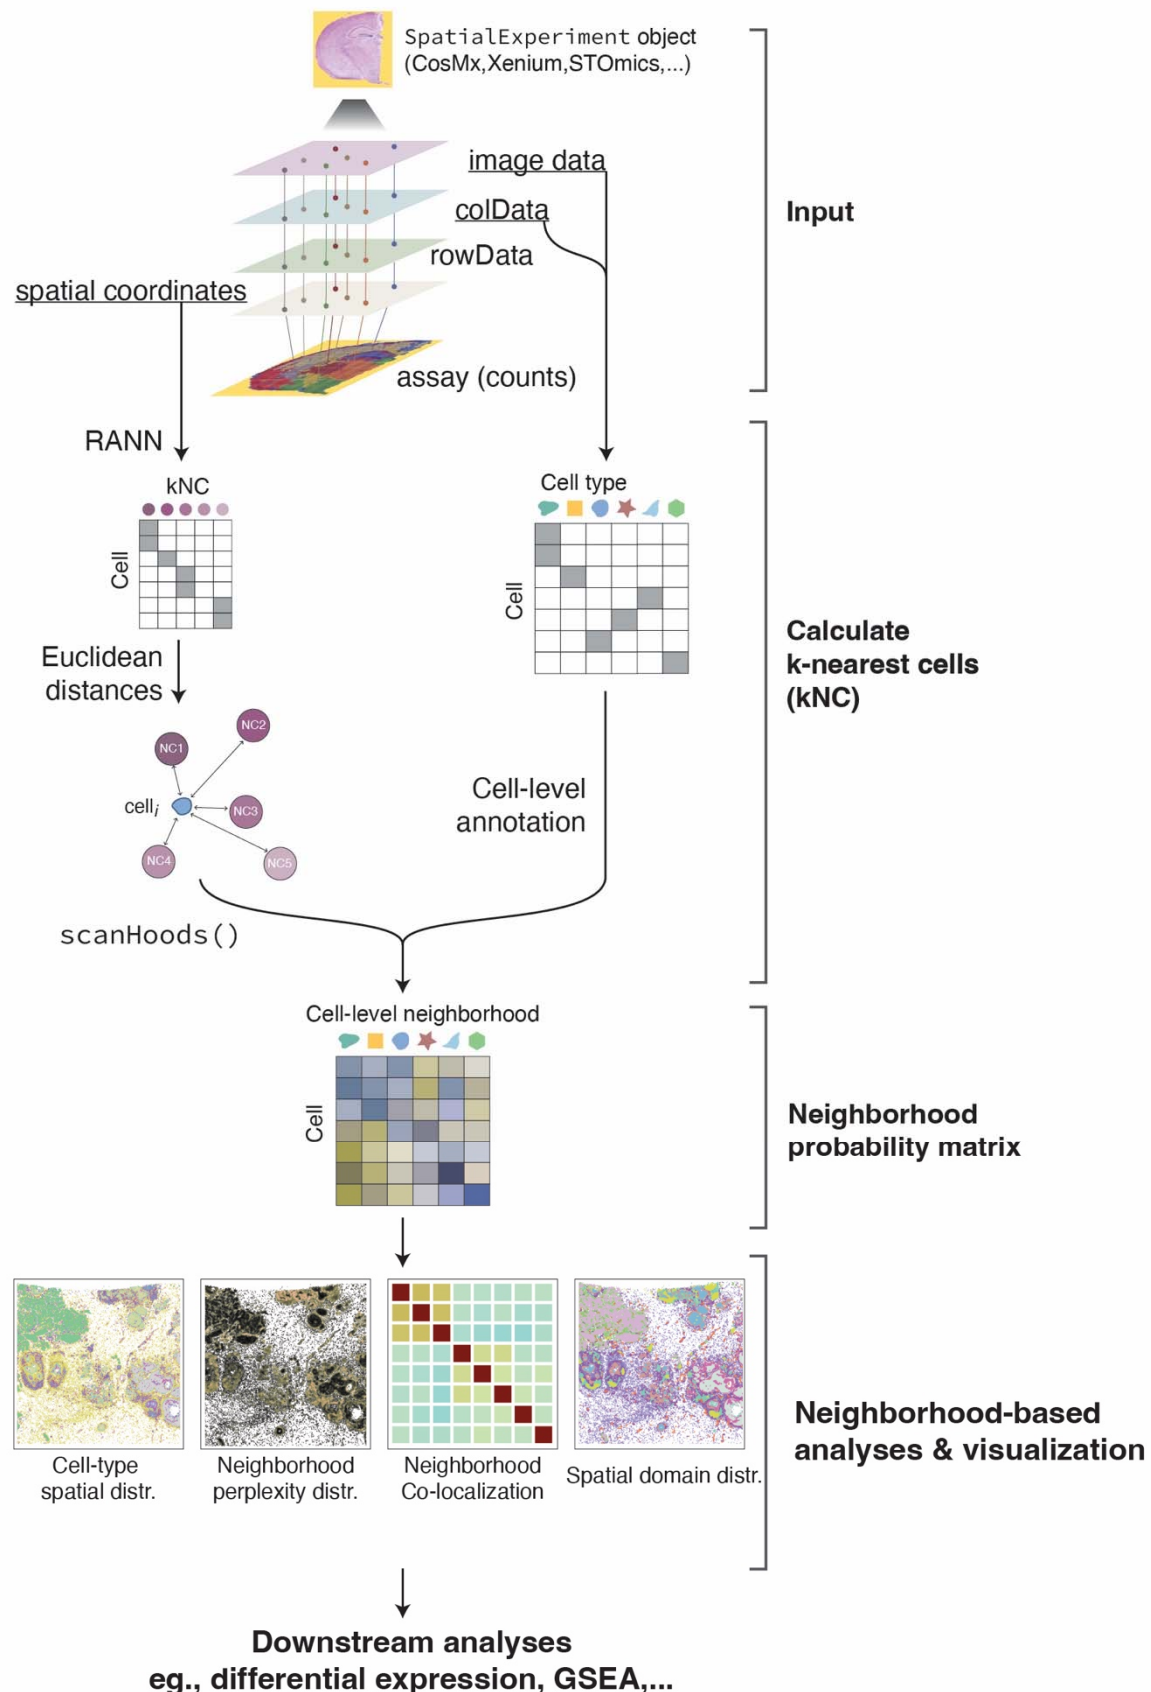 SpatialExperiment object
(CosMx,Xenium,STOmics,...)
image data
colData
rowData
spatial coordinates
assay (counts)
Input
RANN
kNC
Cell
Cell type
Cell
Euclidean
distances
NC1
NC2
NC3
NC4
NC5
cell i
Cell-level
annotation
Calculate
k-nearest cells
(kNC)
scanHoods()
Cell-level neighborhood
Cell
Neighborhood
probability matrix
Cell-type
spatial distr.
Neighborhood
perplexity distr.
Neighborhood
Co-localization
Spatial domain distr.
Neighborhood-based
analyses & visualization
Downstream analyses
eg., differential expression, GSEA,...